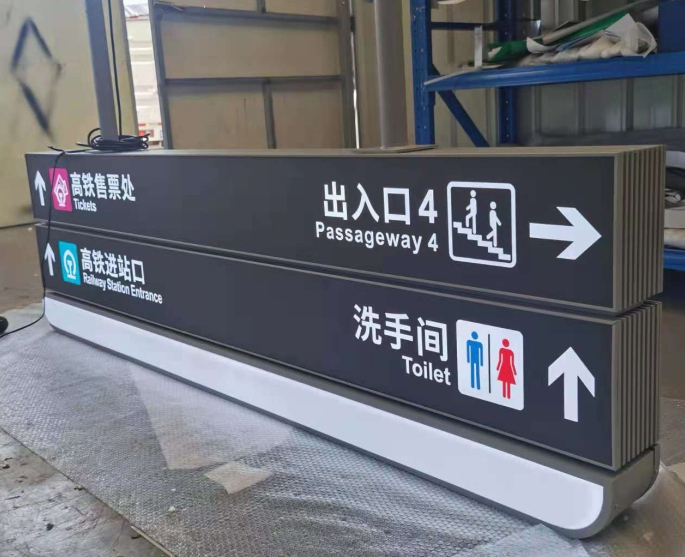 高铁售票处
Tickets
出入口4
Passageway 4
高铁进站口
Railway Station Entrance
洗手间
Toilet